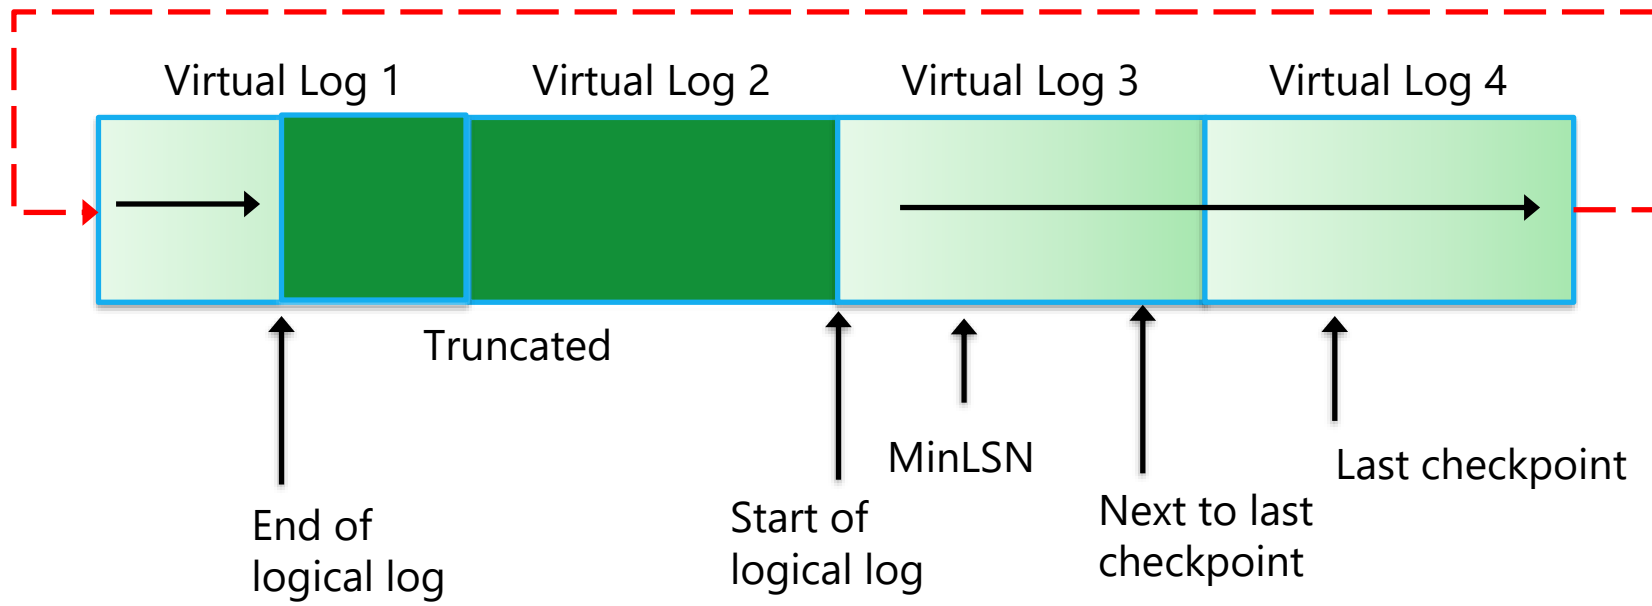 Virtual Log 1
Virtual Log 2
Virtual Log 3
Virtual Log 4
Truncated
End of
logical log
Start of
logical log
MinLSN
Next to last
checkpoint
Last checkpoint